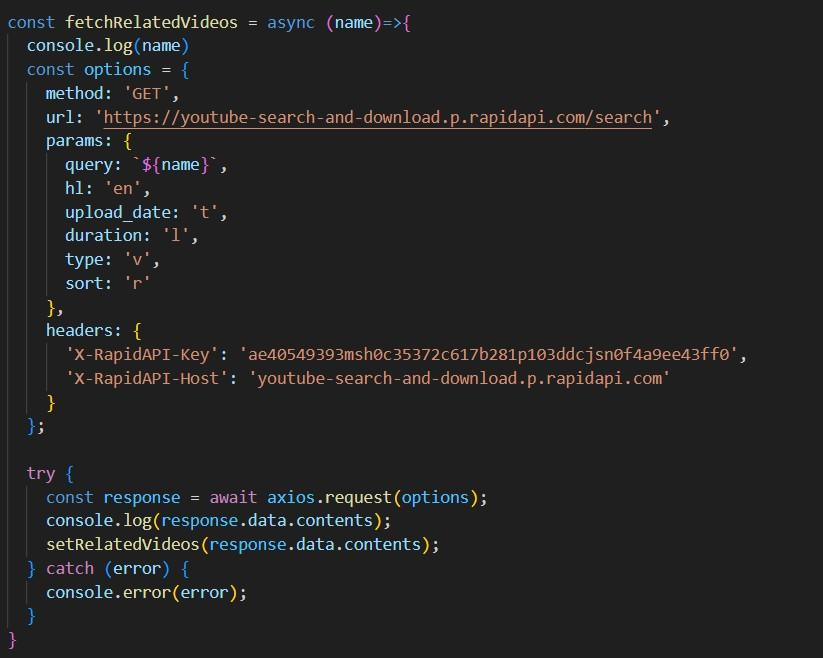 const fetchRelatedVideos = async (name)=>{
  console.log(name)
  const options = {
    method: 'GET',
    url: 'https://youtube-search-and-download.p.rapidapi.com/search',
    params: {
      query: `${name}`,
      hl: 'en',
      upload_date: 't',
      duration: 'l',
      type: 'v',
      sort: 'r'
    },
    headers: {
      'X-RapidAPI-Key': 'ae40549393msh0c35372c617b281p103ddcjsn0f4a9ee43ff0',
      'X-RapidAPI-Host': 'youtube-search-and-download.p.rapidapi.com'
    }
  };

  try {
    const response = await axios.request(options);
    console.log(response.data.contents);
    setRelatedVideos(response.data.contents);
  } catch (error) {
    console.error(error);
  }
}